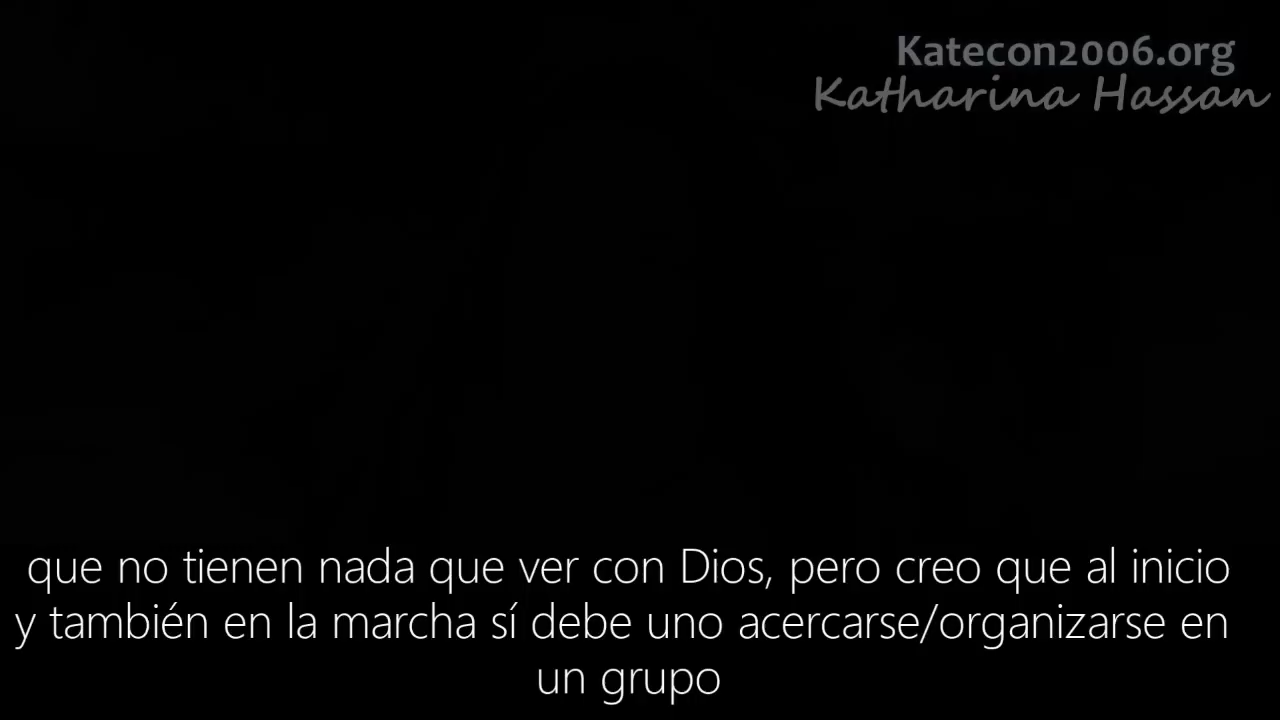 Katecon2006.org
Katharina Hassan
que no tienen nada que ver con Dios, pero creo que al inicio
y también en la marcha sí debe uno acercarse/organizarse en
un grupo